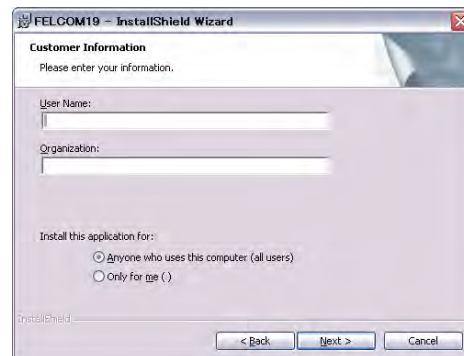 FELCOM19 - InstallShield Wizard
Customer Information
Please enter your information.
User Name:
Organization:
Install this application for:
Anyone who uses this computer (all users)
Only for me ( )
InstallShield
< Back
Next >
Cancel